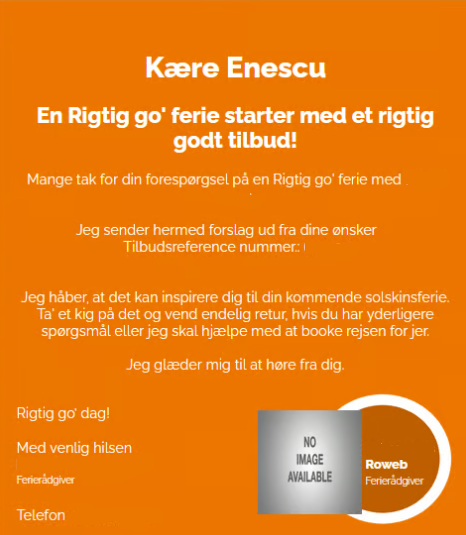 Kære Enescu
En Rigtig go' ferie starter med et rigtig
godt tilbud!
Mange tak for din forespørgsel på en Rigtig go' ferie med
Jeg sender hermed forslag ud fra dine ønsker
Tilbudsreference nummer.:
Jeg håber, at det kan inspirere dig til din kommende solskinsferie.
Ta' et kig på det og vend endelig retur, hvis du har yderligere
spørgsmål eller jeg skal hjælpe med at booke rejsen for jer.
Jeg glæder mig til at høre fra dig.
Rigtig go' dag!
Med venlig hilsen
Ferierådgiver
Telefon
NO
IMAGE
AVAILABLE
Roweb
Ferierådgiver